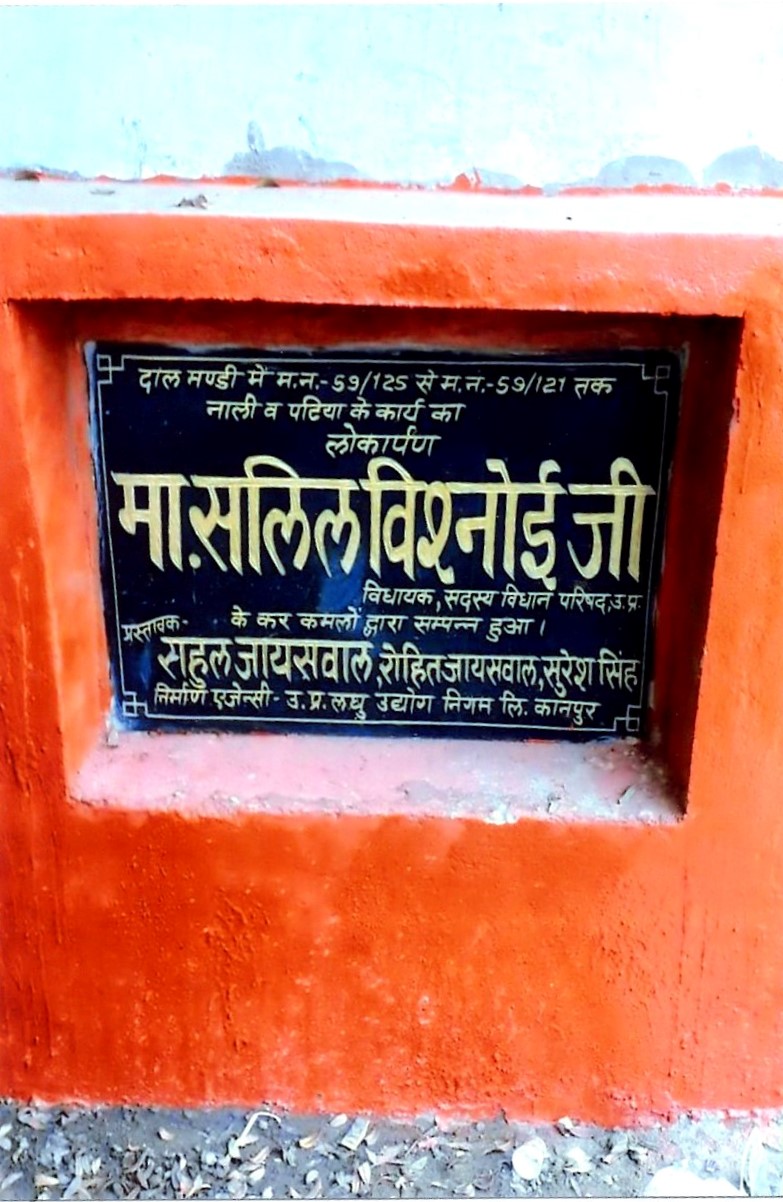 दाल मण्डी में म.न.-59/125 से म.नं.-59/121 तक
नाली व पटिया के कार्य का
लोकार्पण
मा.सलिल विश्नोई जी
विधायक, सदस्य विधान परिषद,उ.प्र.
के कर कमलों द्वारा सम्पन्न हुआ।
प्रस्तावक-
राहुल जायसवाल,रोहित जायसवाल,सुरेश सिंह
निर्माण एजेन्सी- उ.प्र. लघु उद्योग निगम लि. कानपुर